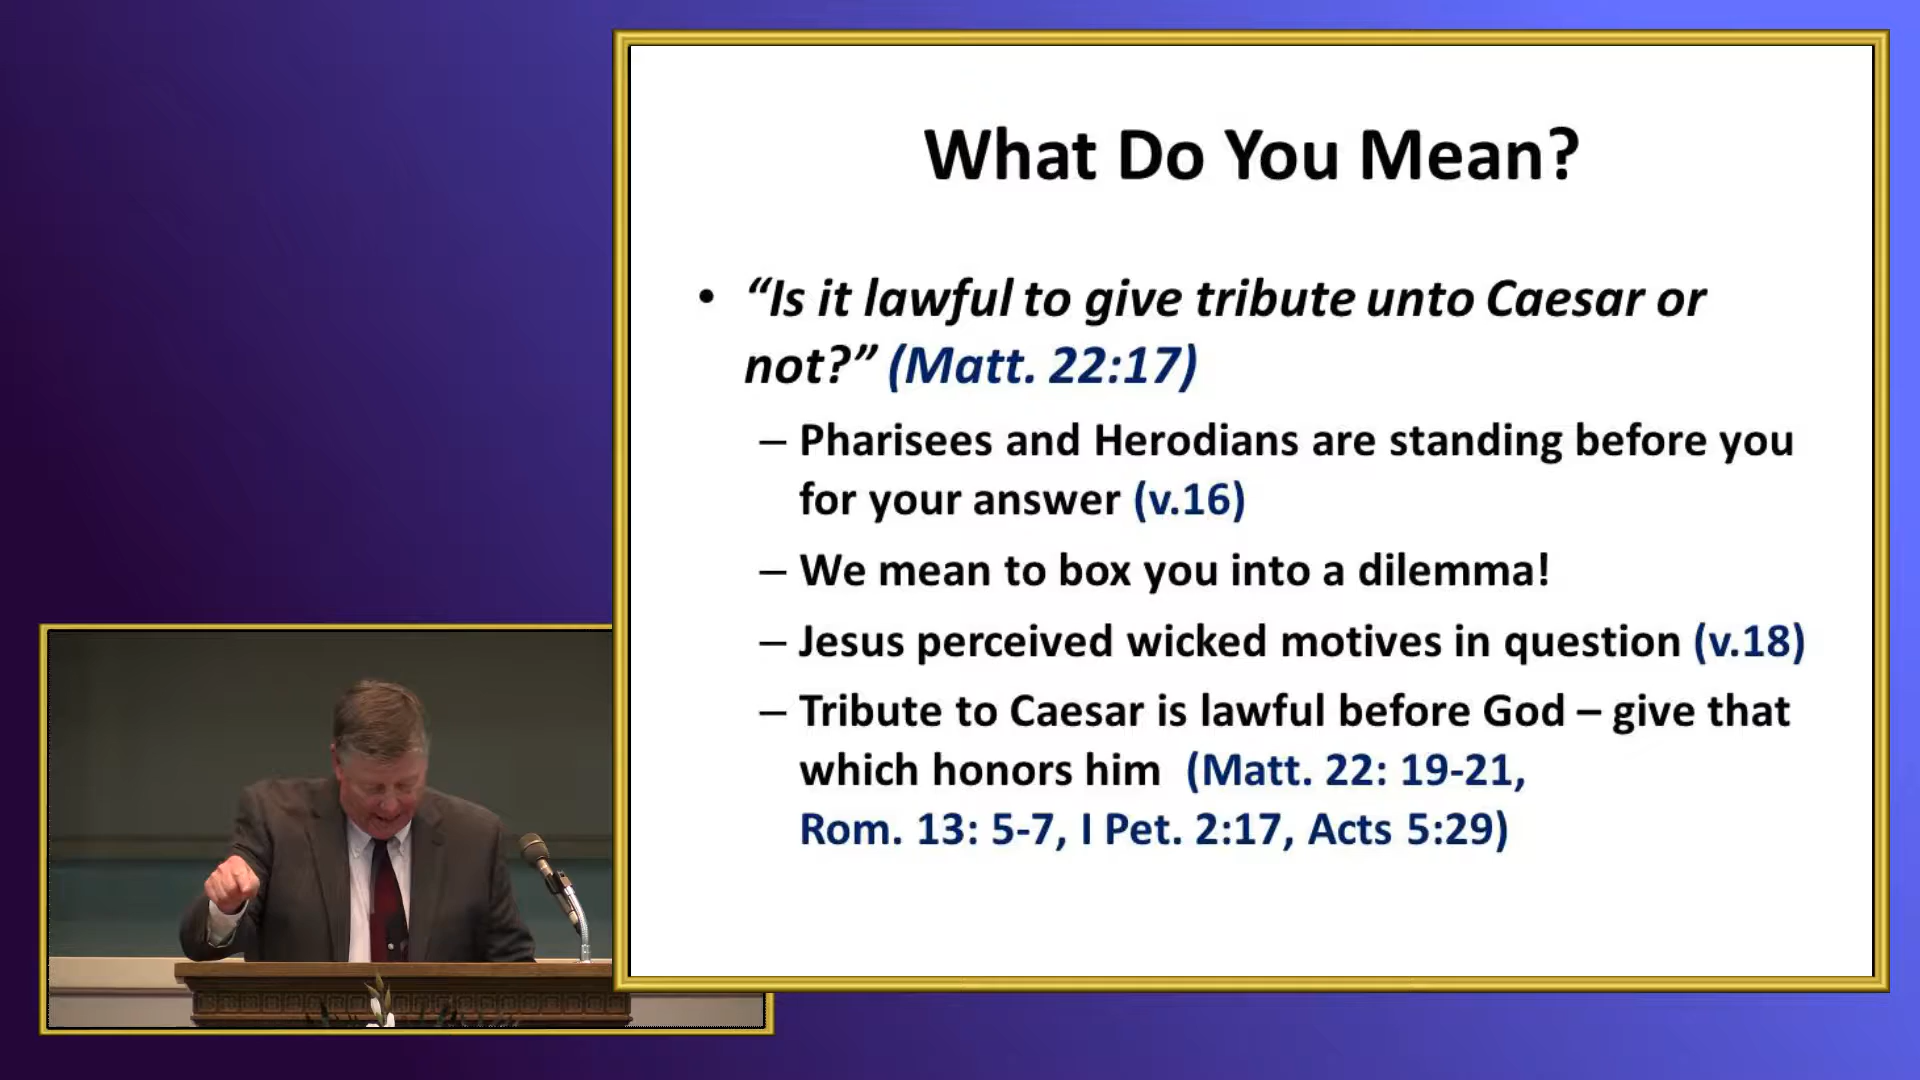 What Do You Mean?
• “Is it lawful to give tribute unto Caesar or
not?” (Matt. 22:17)
– Pharisees and Herodians are standing before you
for your answer (v.16)
– We mean to box you into a dilemma!
– Jesus perceived wicked motives in question (v.18)
– Tribute to Caesar is lawful before God – give that
which honors him (Matt. 22: 19-21,
Rom. 13: 5-7, I Pet. 2:17, Acts 5:29)